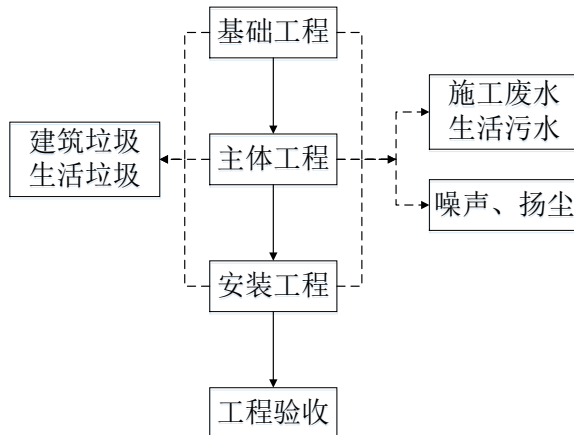 基础工程
施工废水
生活污水
建筑垃圾
生活垃圾
主体工程
噪声、扬尘
安装工程
工程验收